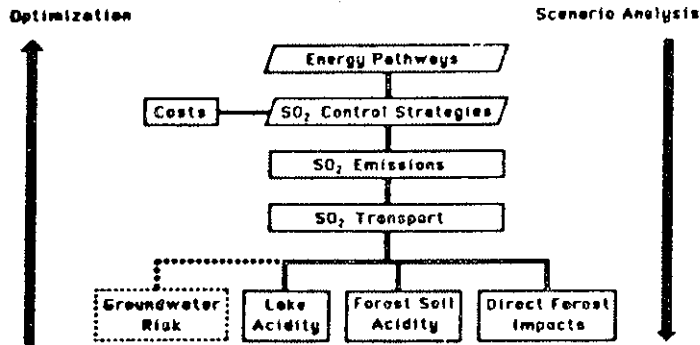 Optimization
Scenario Analysis
Energy Pathways
Costs
SO₂ Control Strategies
SO₂ Emissions
SO₂ Transport
Groundwater
Risk
Lake
Acidity
Forest Soil
Acidity
Direct Forest
Impacts